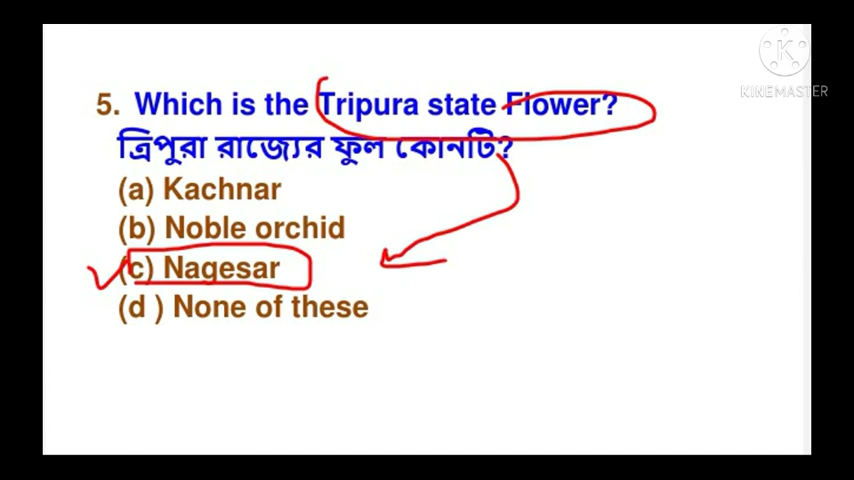 KINEMASTER
5. Which is the Tripura state Flower?
ত্রিপুরা রাজ্যের ফুল কোনটি?
(a) Kachnar
(b) Noble orchid
(c) Nagesar
(d ) None of these